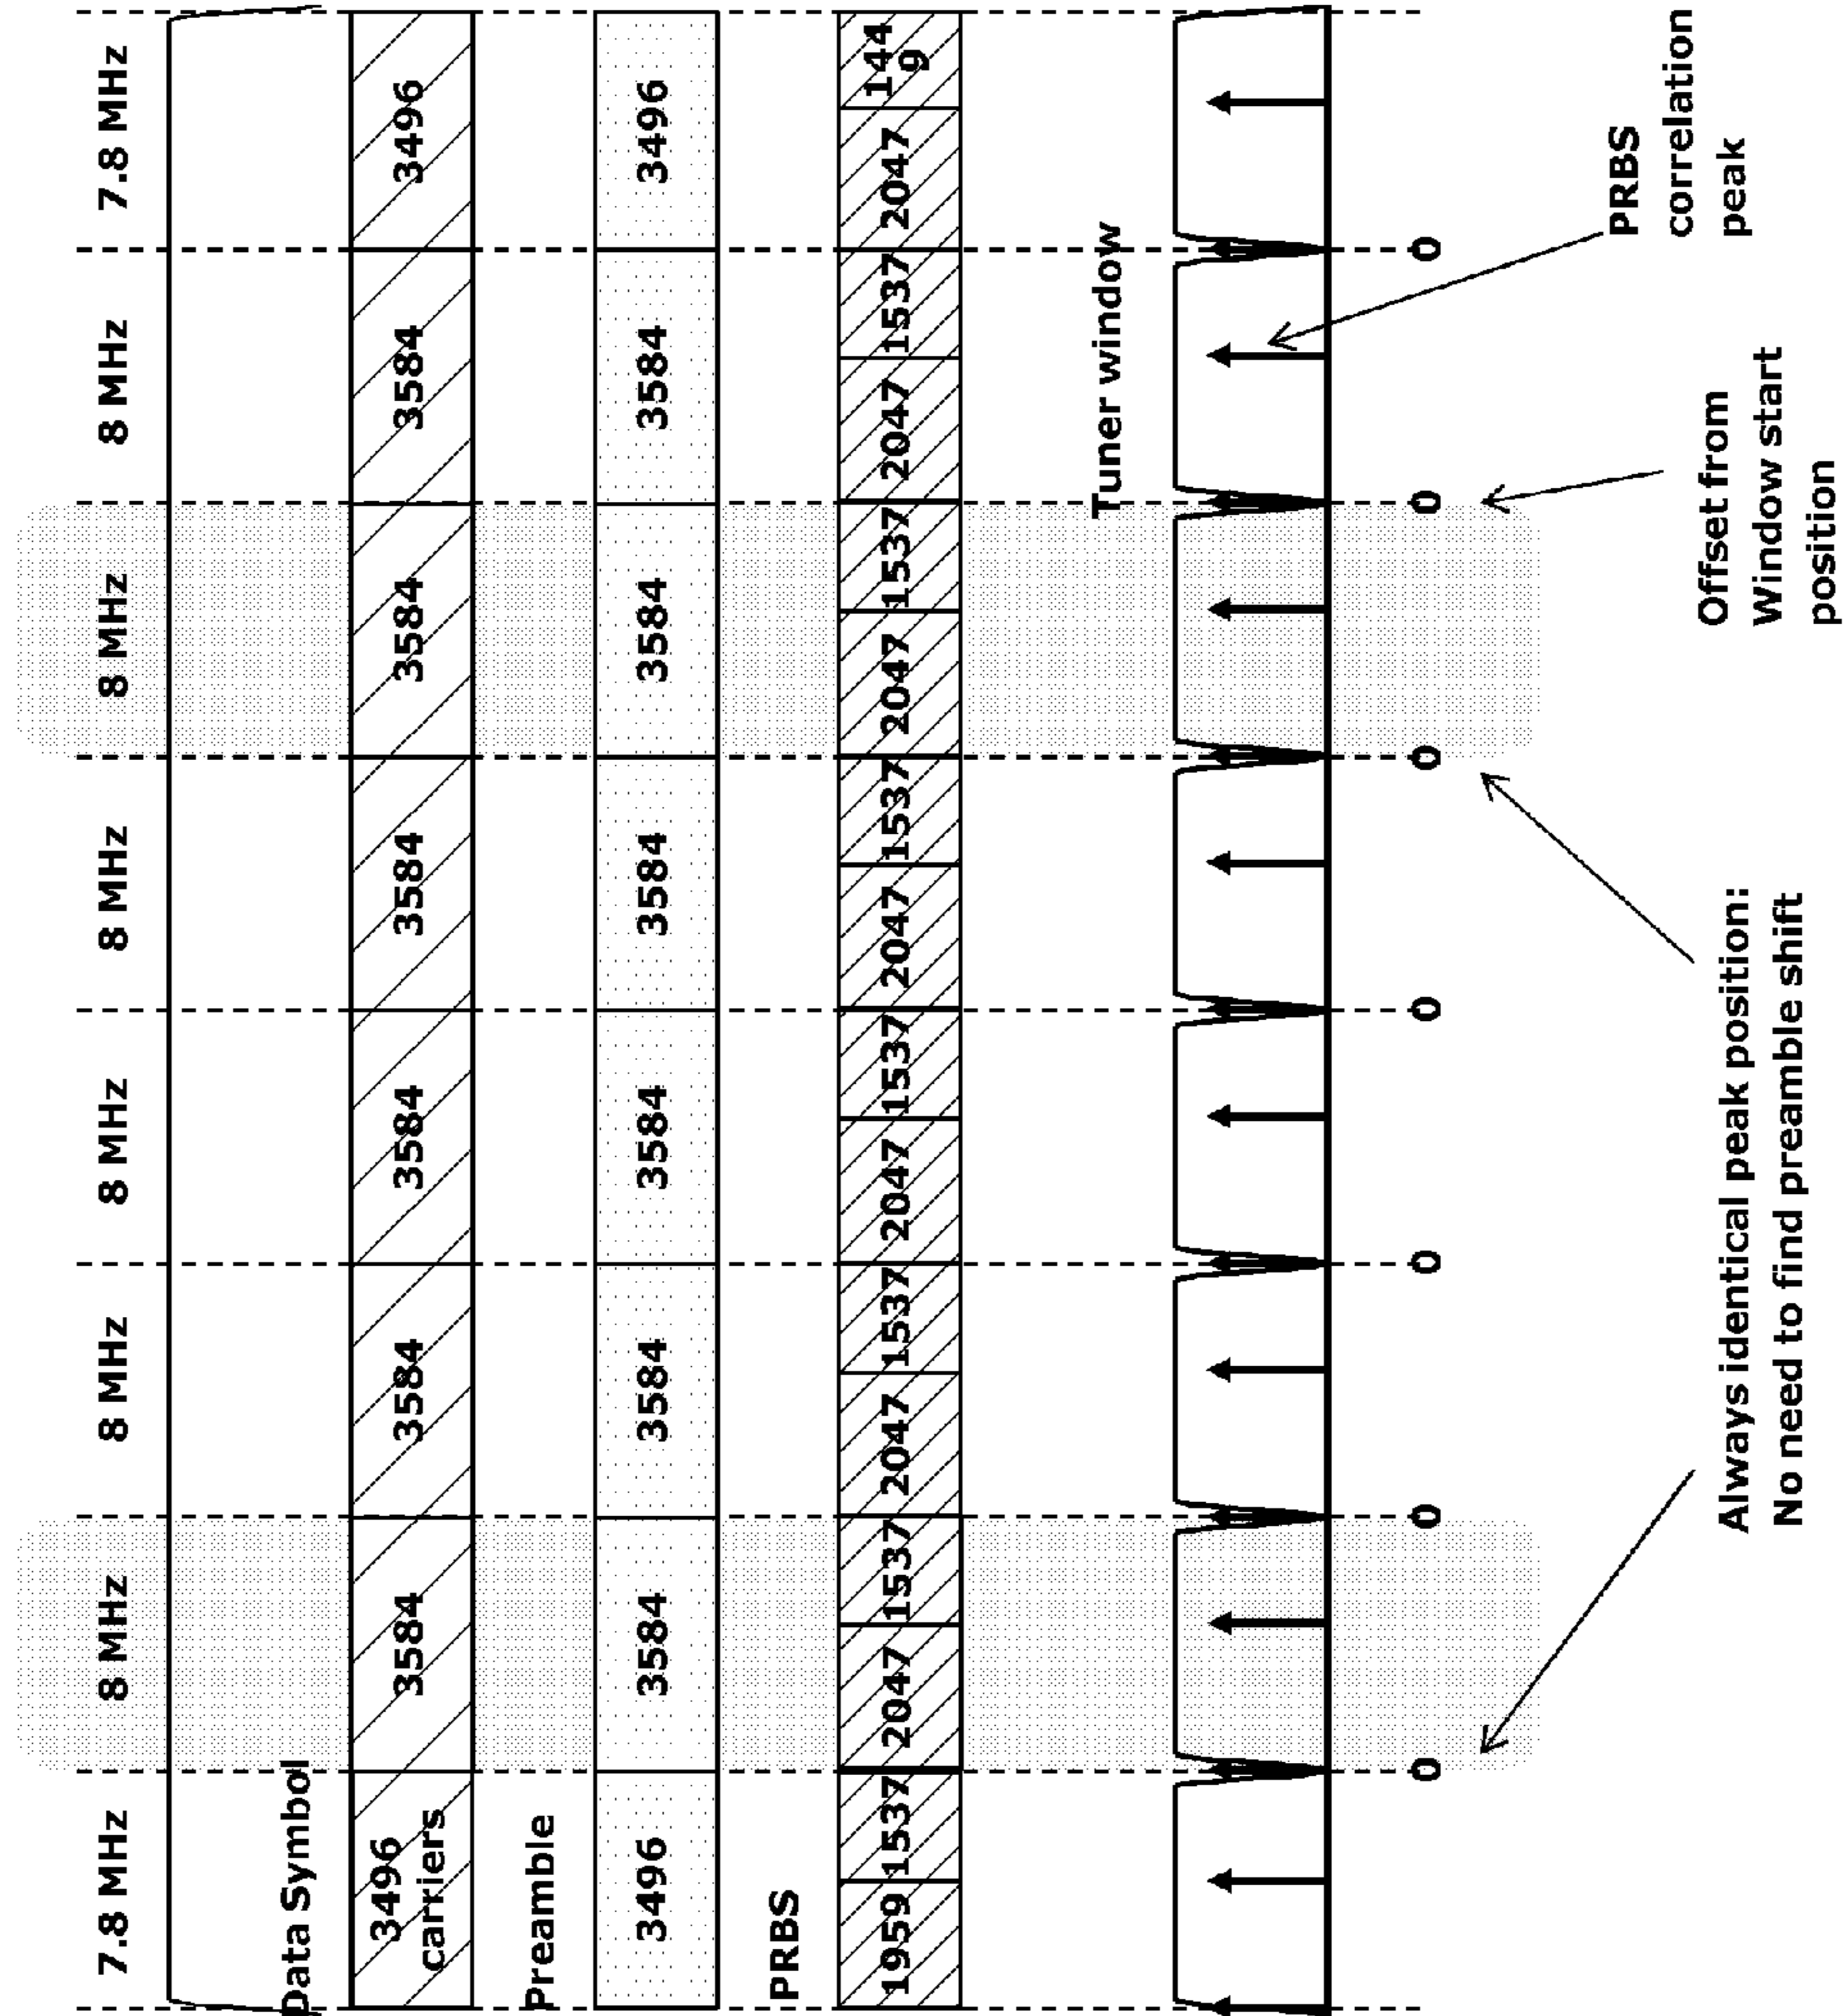 7.8 MHz
8 MHz
8 MHz
8 MHz
8 MHz
8 MHz
8 MHz
7.8 MHz
Data Symbol
3496
carriers
3584
3584
3584
3584
3584
3584
3496
Preamble
3496
3584
3584
3584
3584
3584
3584
3496
PRBS
1959
1537
2047
1537
2047
1537
2047
1537
2047
1537
2047
1537
2047
1537
2047
144
9
Tuner window
0
0
0
0
0
0
0
Always identical peak position:
No need to find preamble shift
Offset from
Window start
position
PRBS
correlation
peak